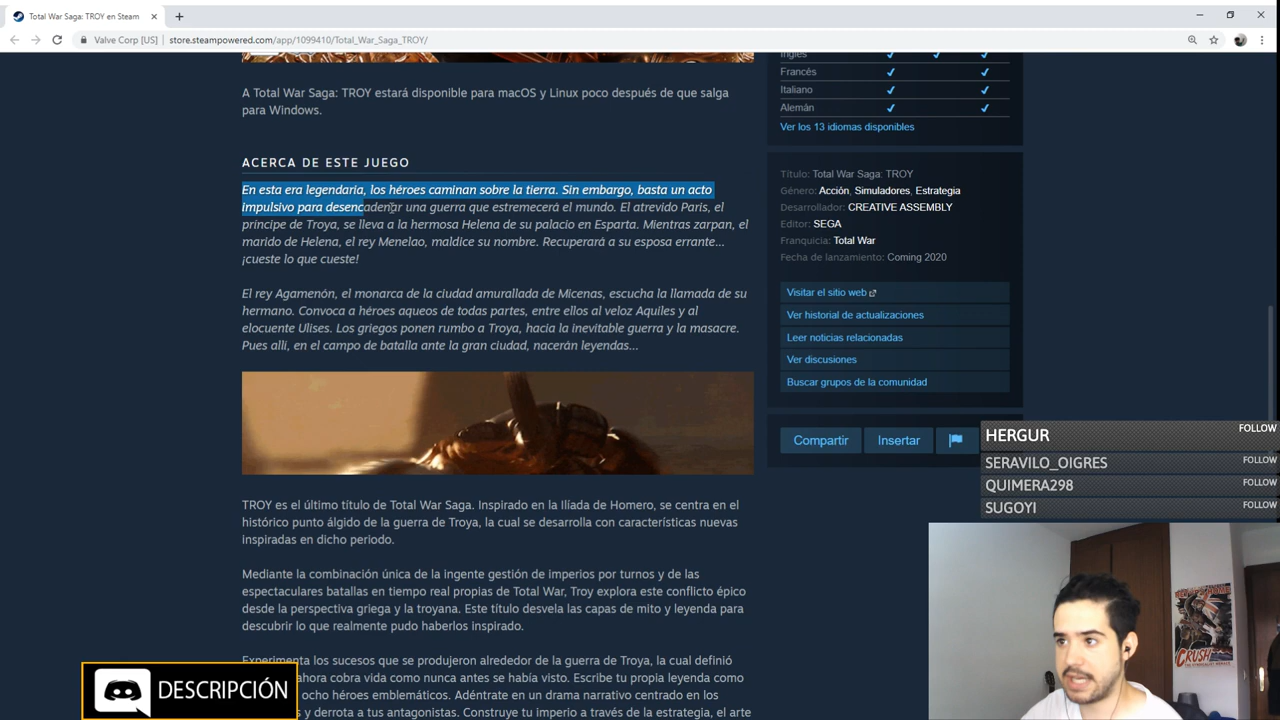 Total War Saga: TROY en Steam
Valve Corp [US] | store.steampowered.com/app/1099410/Total_War_Saga_TROY/
A Total War Saga: TROY estará disponible para macOS y Linux poco después de que salga
para Windows.
ACERCA DE ESTE JUEGO
En esta era legendaria, los héroes caminan sobre la tierra. Sin embargo, basta un acto
impulsivo para desencadenar una guerra que estremecerá el mundo. El atrevido Paris, el
príncipe de Troya, se lleva a la hermosa Helena de su palacio en Esparta. Mientras zarpan, el
marido de Helena, el rey Menelao, maldice su nombre. Recuperará a su esposa errante...
¡cueste lo que cueste!
El rey Agamenón, el monarca de la ciudad amurallada de Micenas, escucha la llamada de su
hermano. Convoca a héroes aqueos de todas partes, entre ellos al veloz Aquiles y al
elocuente Ulises. Los griegos ponen rumbo a Troya, hacia la inevitable guerra y la masacre.
Pues allí, en el campo de batalla ante la gran ciudad, nacerán leyendas...
TROY es el último título de Total War Saga. Inspirado en la Ilíada de Homero, se centra en el
histórico punto álgido de la guerra de Troya, la cual se desarrolla con características nuevas
inspiradas en dicho periodo.
Mediante la combinación única de la ingente gestión de imperios por turnos y de las
espectaculares batallas en tiempo real propias de Total War, Troy explora este conflicto épico
desde la perspectiva griega y la troyana. Este título desvela las capas de mito y leyenda para
descubrir lo que realmente pudo haberlos inspirado.
Experimenta los sucesos que se produjeron alrededor de la guerra de Troya, la cual definió
ahora cobra vida como nunca antes se había visto. Escribe tu propia leyenda como
ocho héroes emblemáticos. Adéntrate en un drama narrativo centrado en los
s y derrota a tus antagonistas. Construye tu imperio a través de la estrategia, el arte
Inglés
Francés
Italiano
Alemán
Ver los 13 idiomas disponibles
Título: Total War Saga: TROY
Género: Acción, Simuladores, Estrategia
Desarrollador: CREATIVE ASSEMBLY
Editor: SEGA
Franquicia: Total War
Fecha de lanzamiento: Coming 2020
Visitar el sitio web
Ver historial de actualizaciones
Leer noticias relacionadas
Ver discusiones
Buscar grupos de la comunidad
Compartir
Insertar
HERGUR FOLLOW
SERAVILO_OIGRES FOLLOW
QUIMERA298 FOLLOW
SUGOYI FOLLOW
CRUSH
DESCRIPCIÓN